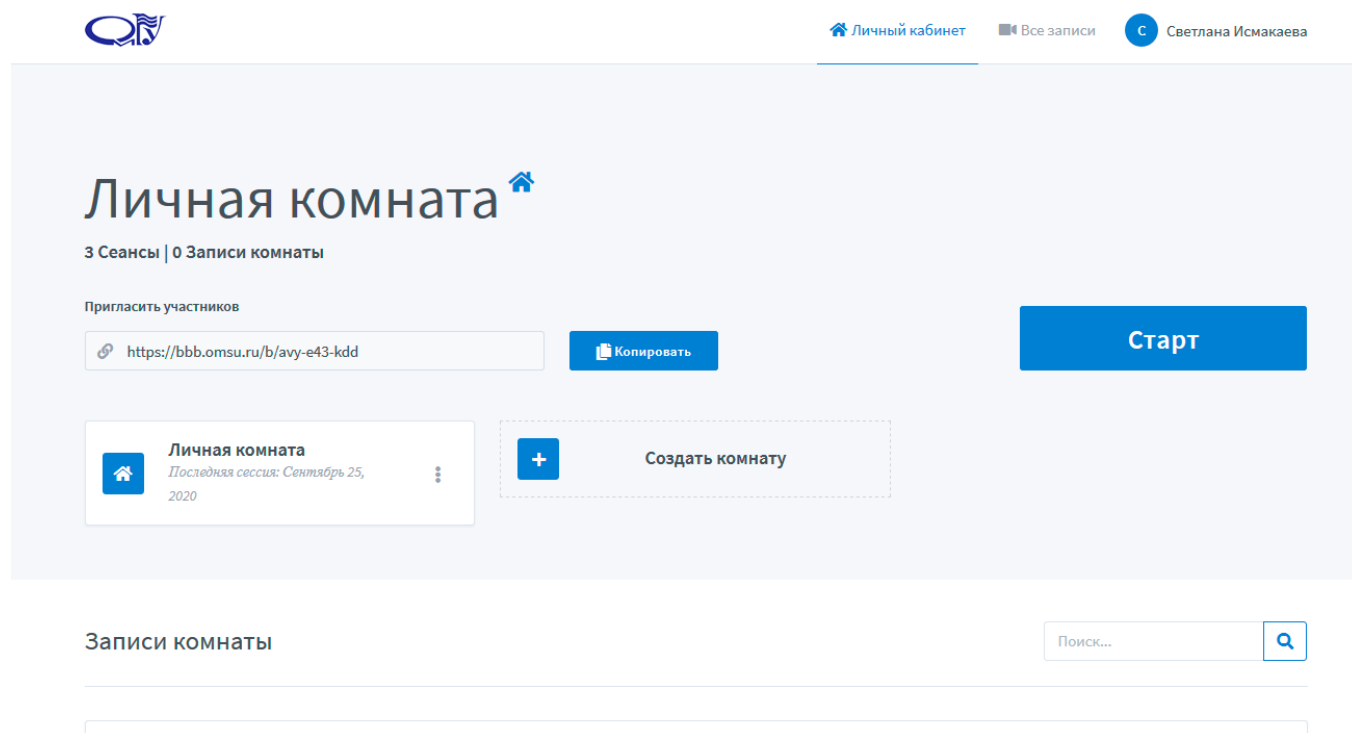 ОГУ
Личный кабинет
Все записи
С
Светлана Исмакаева
Личная комната
3 Сеансы | 0 Записи комнаты
Пригласить участников
https://bbb.omsu.ru/b/avy-e43-kdd
Копировать
Старт
Личная комната
Последняя сессия: Сентябрь 25,
2020
+
Создать комнату
Записи комнаты
Поиск...